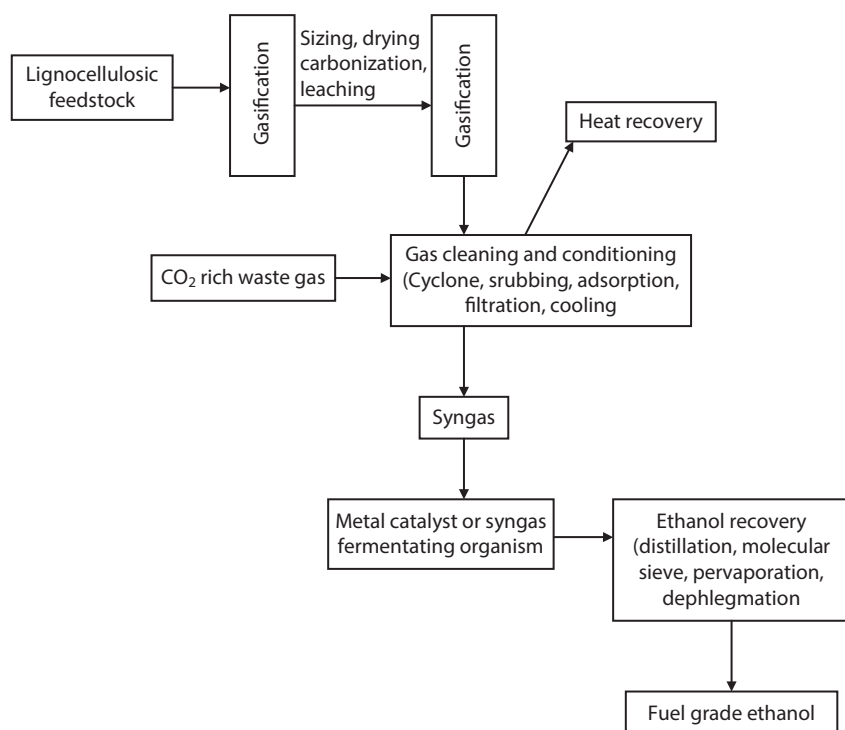 Lignocellulosic
feedstock
Gasification
Sizing, drying
carbonization,
leaching
Gasification
Heat recovery
CO₂ rich waste gas
Gas cleaning and conditioning
(Cyclone, srubbing, adsorption,
filtration, cooling
Syngas
Metal catalyst or syngas
fermentating organism
Ethanol recovery
(distillation, molecular
sieve, pervaporation,
dephlegmation
Fuel grade ethanol